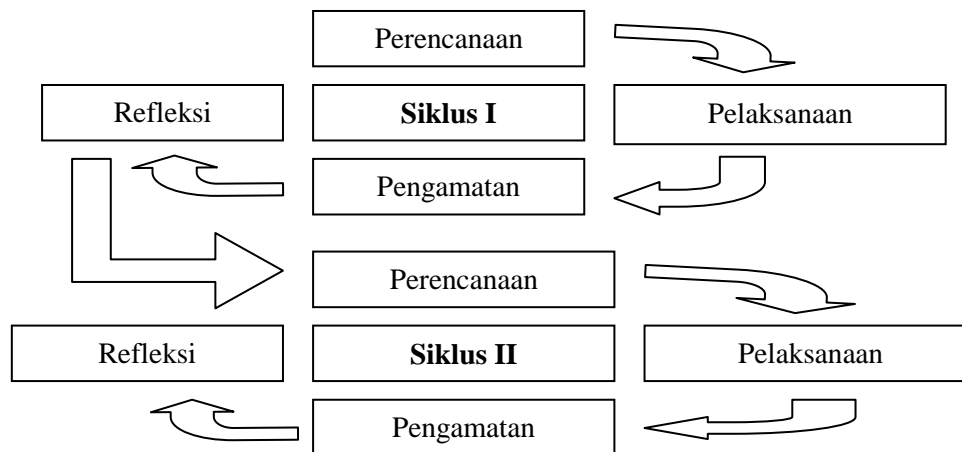 Perencanaan
Refleksi
Siklus I
Pelaksanaan
Pengamatan
Perencanaan
Refleksi
Siklus II
Pelaksanaan
Pengamatan